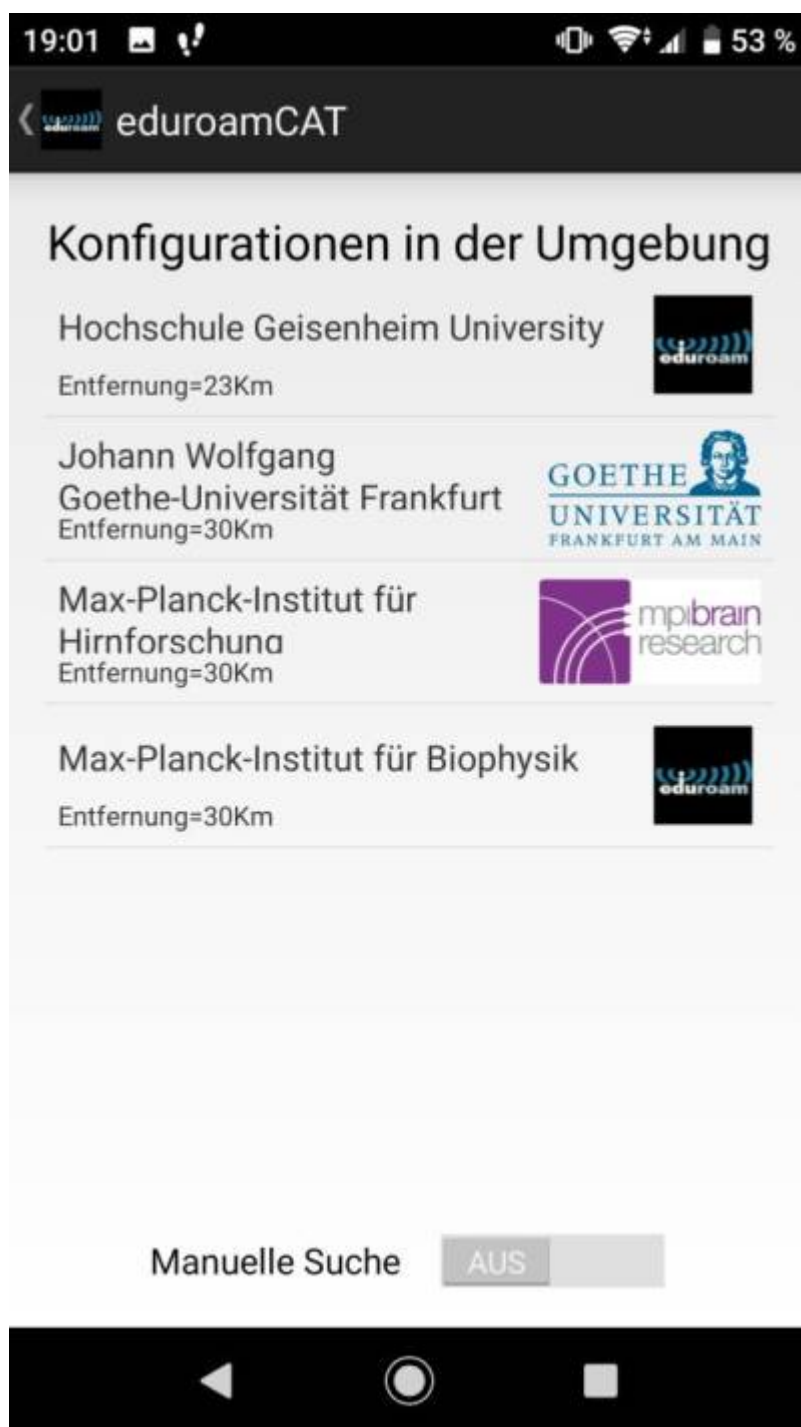 19:01 53 %
eduroamCAT
Konfigurationen in der Umgebung
Hochschule Geisenheim University
eduroam
Entfernung=23Km
Johann Wolfgang
Goethe-Universität Frankfurt
Entfernung=30Km
GOETHE
UNIVERSITÄT
FRANKFURT AM MAIN
Max-Planck-Institut für
Hirnforschung
Entfernung=30Km
mpibrain
research
Max-Planck-Institut für Biophysik
eduroam
Entfernung=30Km
Manuelle Suche AUS